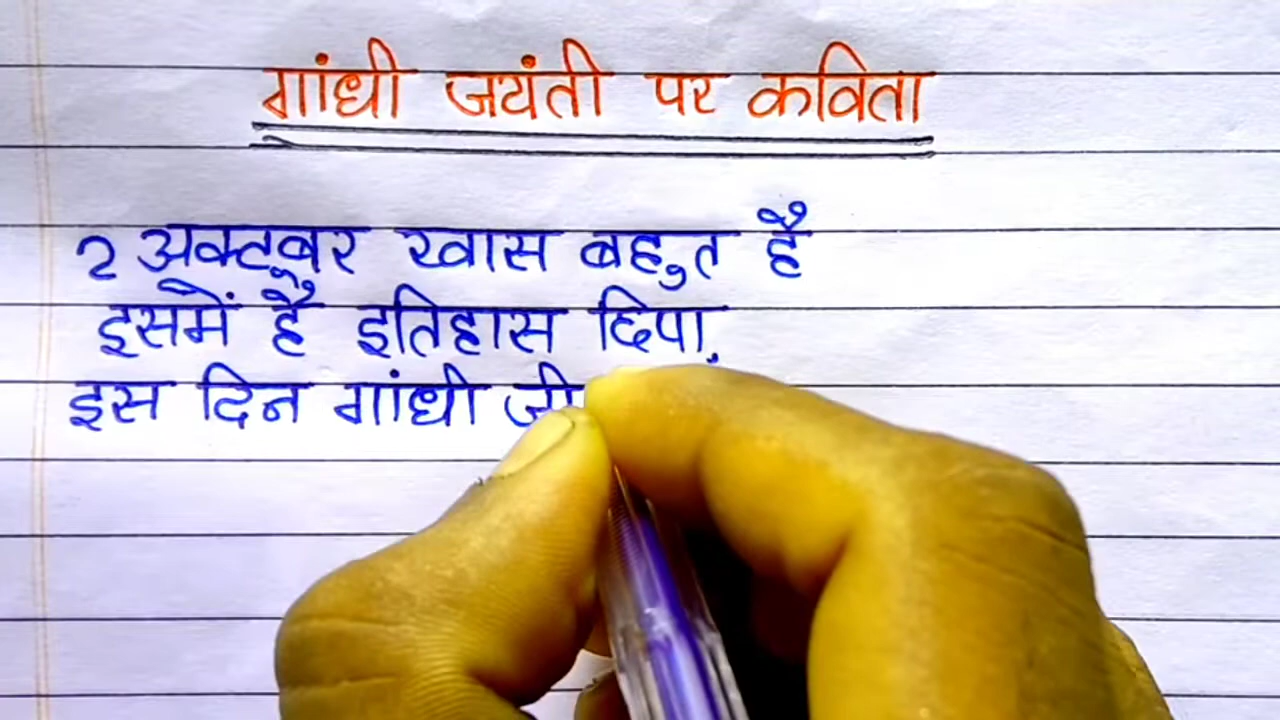 गांधी जयंती पर कविता
2 अक्टूबर खास बहुत है
इसमें है इतिहास छिपा,
इस दिन गांधी जी